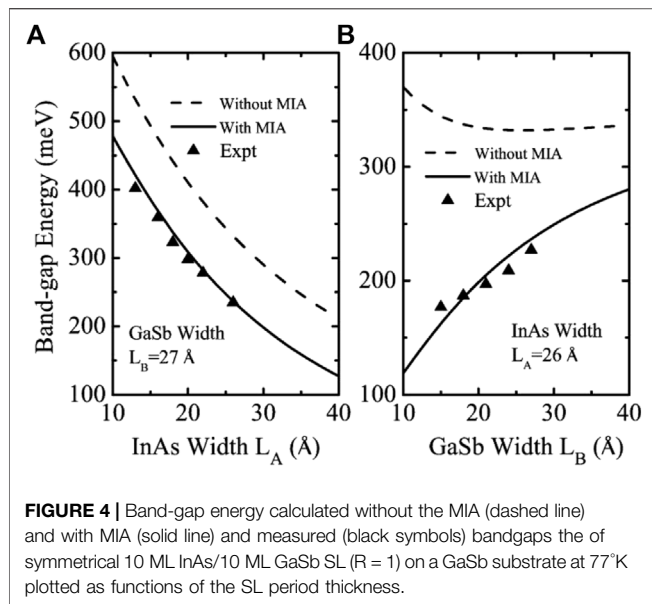 A
B
Band-gap Energy (meV)
600
500
400
300
200
100
Without MIA
With MIA
Expt
GaSb Width
L_B=27 Å
10 20 30 40
InAs Width L_A (Å)
400
300
200
100
Without MIA
With MIA
Expt
InAs Width
L_A=26 Å
10 20 30 40
GaSb Width L_B (Å)
FIGURE 4 | Band-gap energy calculated without the MIA (dashed line)
and with MIA (solid line) and measured (black symbols) bandgaps the of
symmetrical 10 ML InAs/10 ML GaSb SL (R = 1) on a GaSb substrate at 77°K
plotted as functions of the SL period thickness.